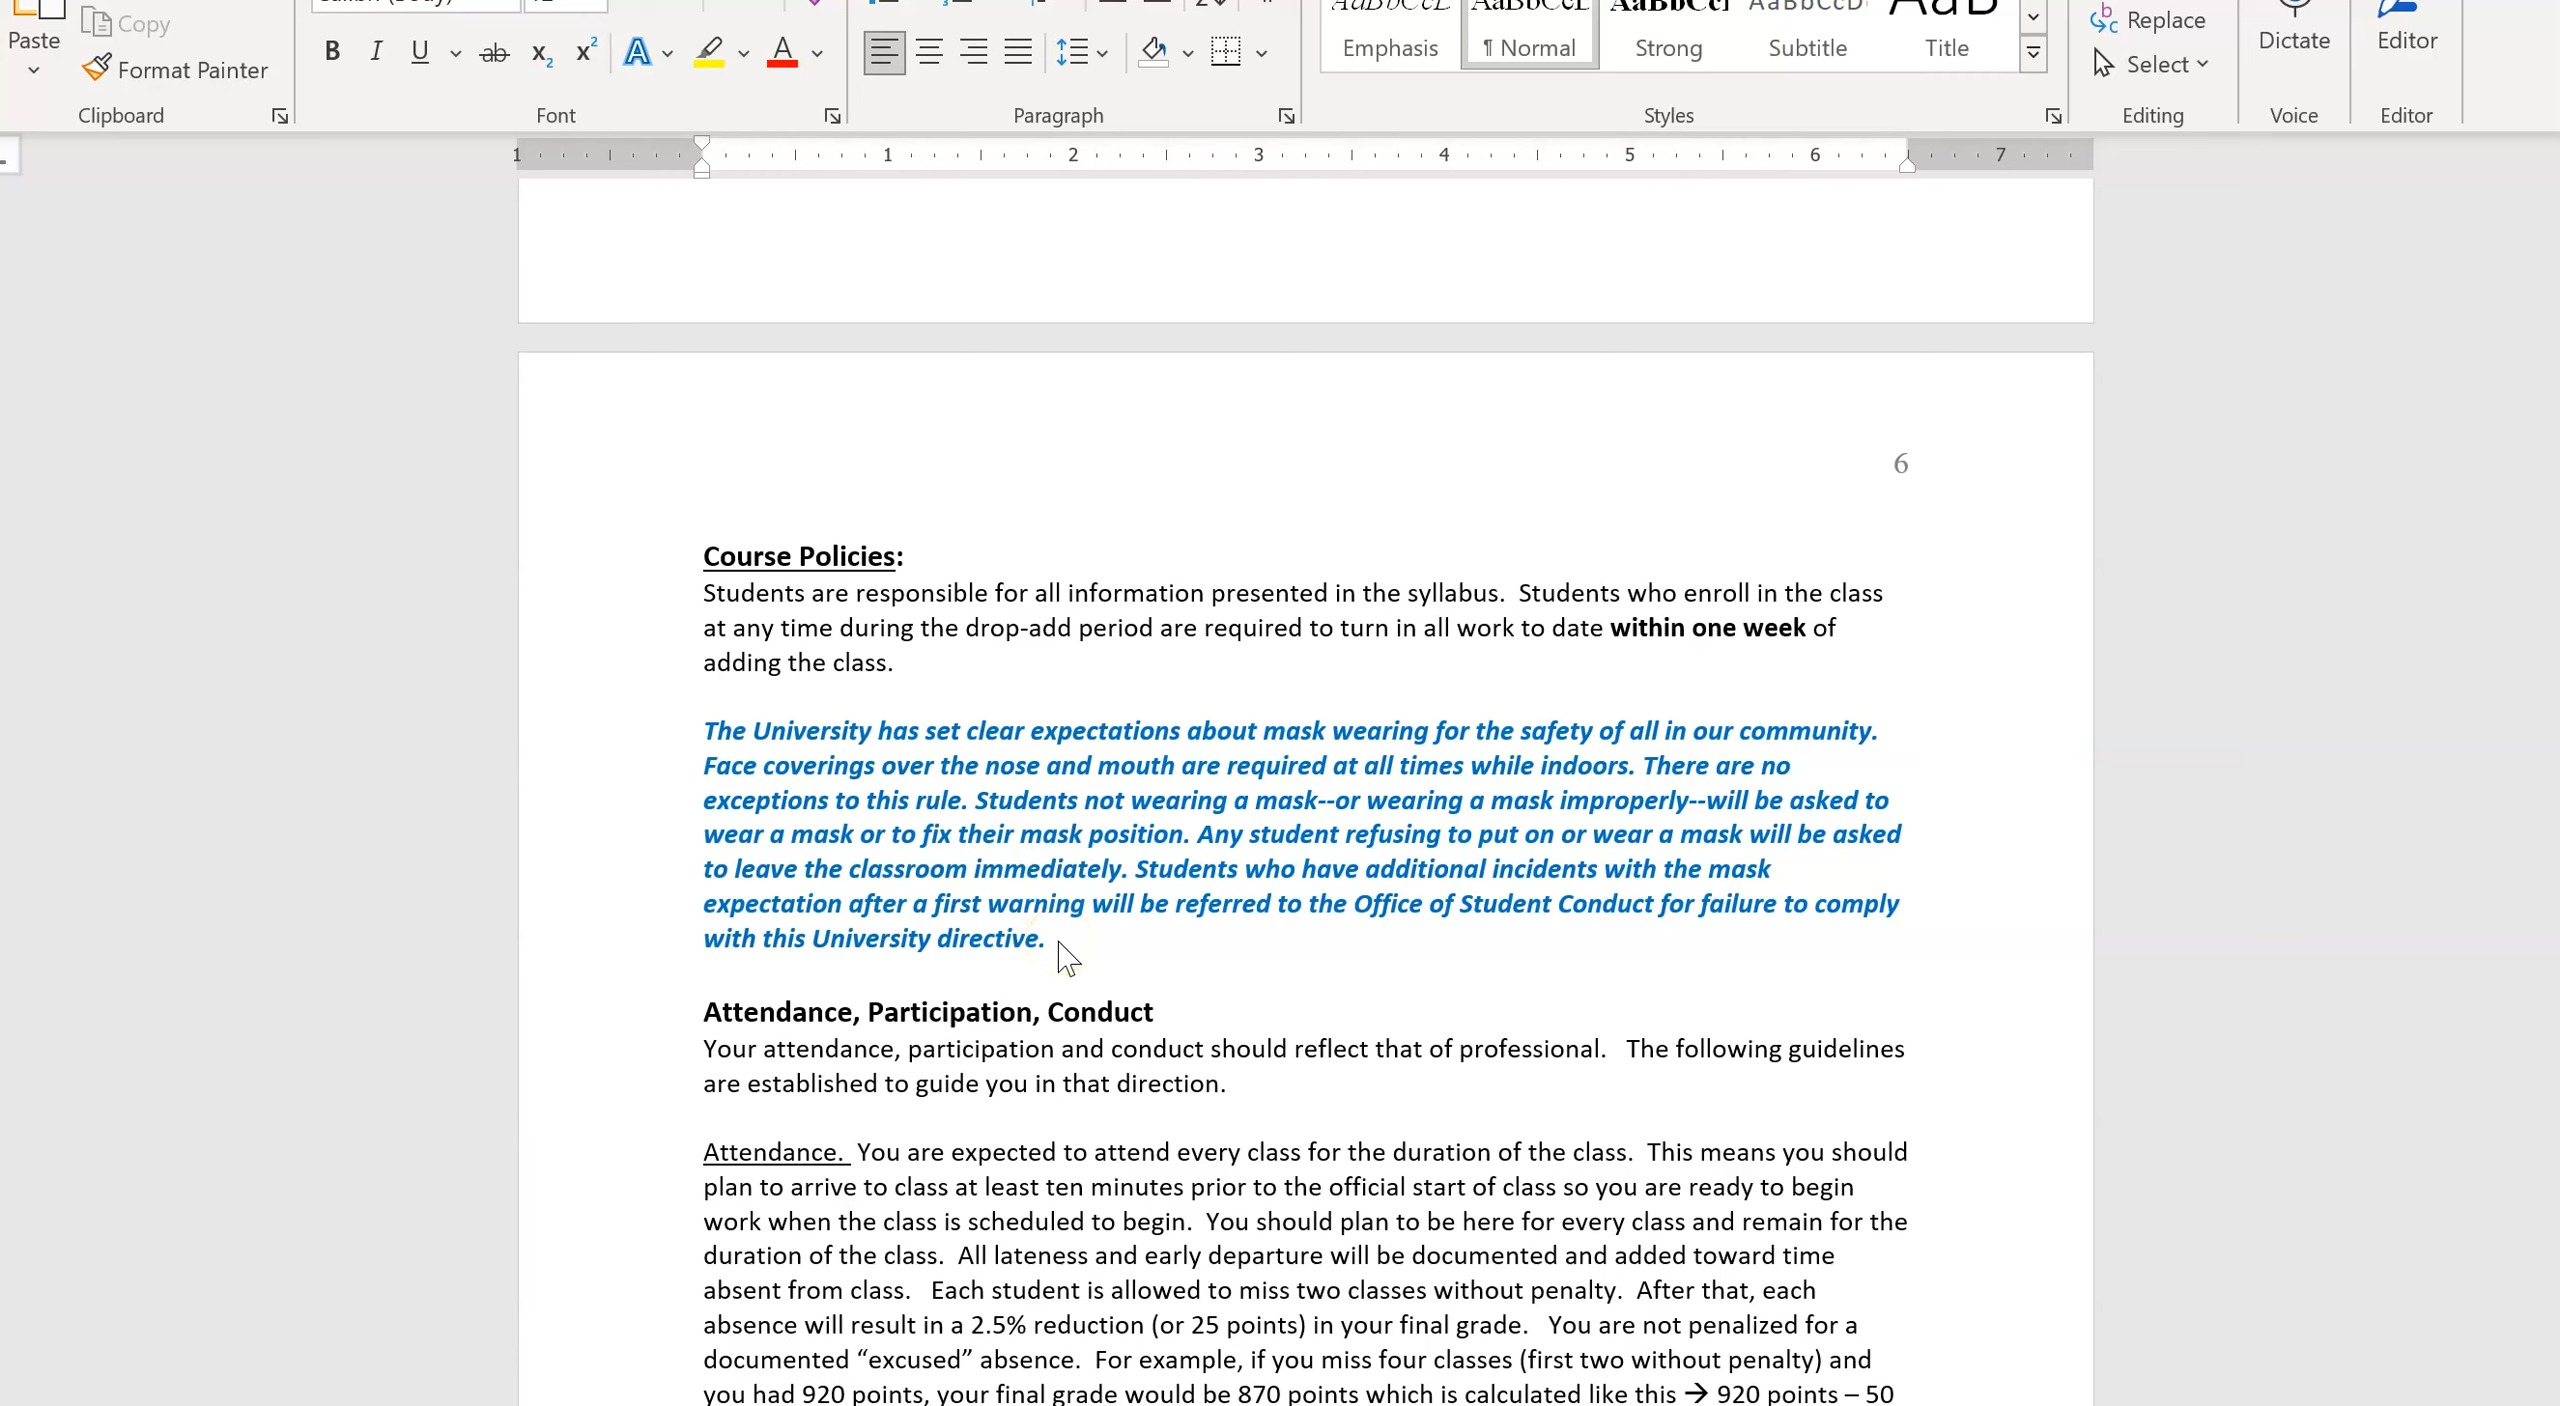 AaBbCcL AaBbCcL AaBbCcI AaBbCcD AaB
Paste Copy Replace Dictate Editor
Format Painter B I U ab x₂ x² A A Emphasis ¶ Normal Strong Subtitle Title Select
Clipboard Font Paragraph Styles Editing Voice Editor
1 1 2 3 4 5 6 7
6
Course Policies:
Students are responsible for all information presented in the syllabus.  Students who enroll in the class
at any time during the drop-add period are required to turn in all work to date within one week of
adding the class.
The University has set clear expectations about mask wearing for the safety of all in our community.
Face coverings over the nose and mouth are required at all times while indoors. There are no
exceptions to this rule. Students not wearing a mask--or wearing a mask improperly--will be asked to
wear a mask or to fix their mask position. Any student refusing to put on or wear a mask will be asked
to leave the classroom immediately. Students who have additional incidents with the mask
expectation after a first warning will be referred to the Office of Student Conduct for failure to comply
with this University directive.
Attendance, Participation, Conduct
Your attendance, participation and conduct should reflect that of professional.   The following guidelines
are established to guide you in that direction.
Attendance.  You are expected to attend every class for the duration of the class.  This means you should
plan to arrive to class at least ten minutes prior to the official start of class so you are ready to begin
work when the class is scheduled to begin.  You should plan to be here for every class and remain for the
duration of the class.  All lateness and early departure will be documented and added toward time
absent from class.   Each student is allowed to miss two classes without penalty.  After that, each
absence will result in a 2.5% reduction (or 25 points) in your final grade.   You are not penalized for a
documented “excused” absence.  For example, if you miss four classes (first two without penalty) and
you had 920 points, your final grade would be 870 points which is calculated like this → 920 points – 50